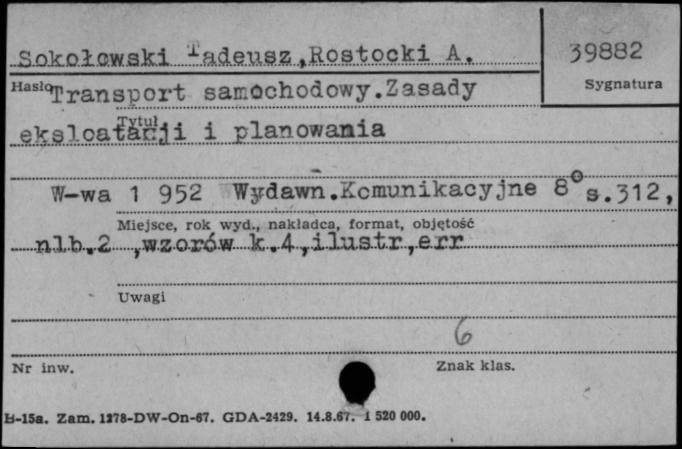 Sokołowski Tadeusz,Rostocki A.
39882
Hasło
Sygnatura
Transport samochodowy.Zasady
Tytuł
eksloatacji i planowania
W-wa 1 952 Wydawn.Komunikacyjne 8° s.312,
Miejsce, rok wyd., nakładca, format, objętość
nlb.2 ,wzorów k.4,ilustr,err
Uwagi
6
Nr inw.
Znak klas.
B-15a. Zam. 1278-DW-On-67. GDA-2429. 14.8.67. 1 520 000.